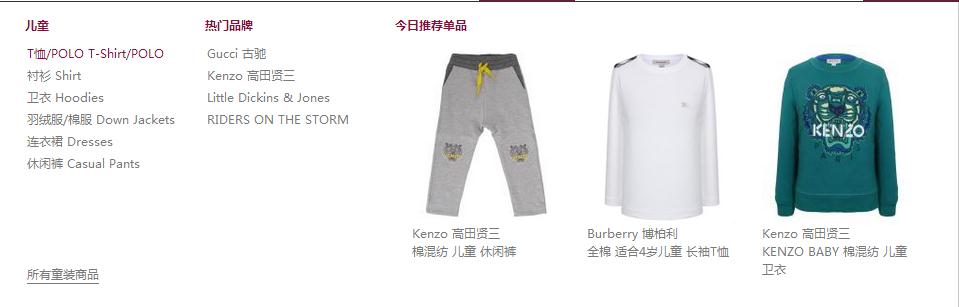 儿童
T恤/POLO T-Shirt/POLO
衬衫 Shirt
卫衣 Hoodies
羽绒服/棉服 Down Jackets
连衣裙 Dresses
休闲裤 Casual Pants
所有童装商品
热门品牌
Gucci 古驰
Kenzo 高田贤三
Little Dickins & Jones
RIDERS ON THE STORM
今日推荐单品
Kenzo 高田贤三
棉混纺 儿童 休闲裤
Burberry 博柏利
全棉 适合4岁儿童 长袖T恤
KENZO
PARIS
Kenzo 高田贤三
KENZO BABY 棉混纺 儿童
卫衣